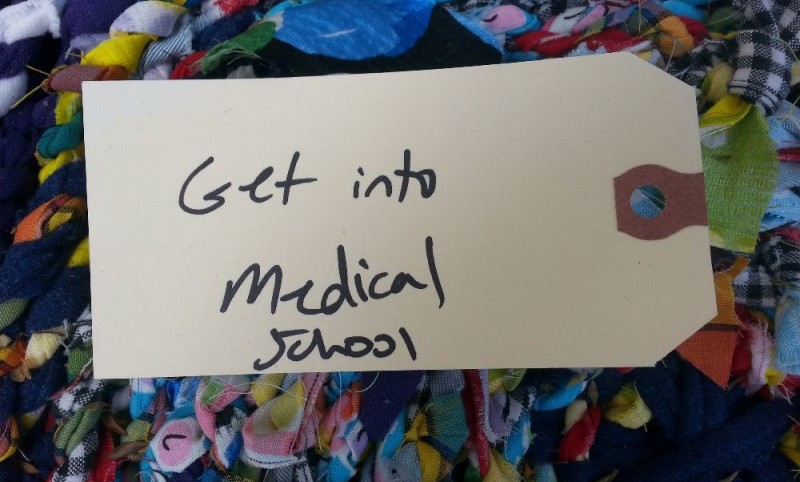 Get into
Medical
School